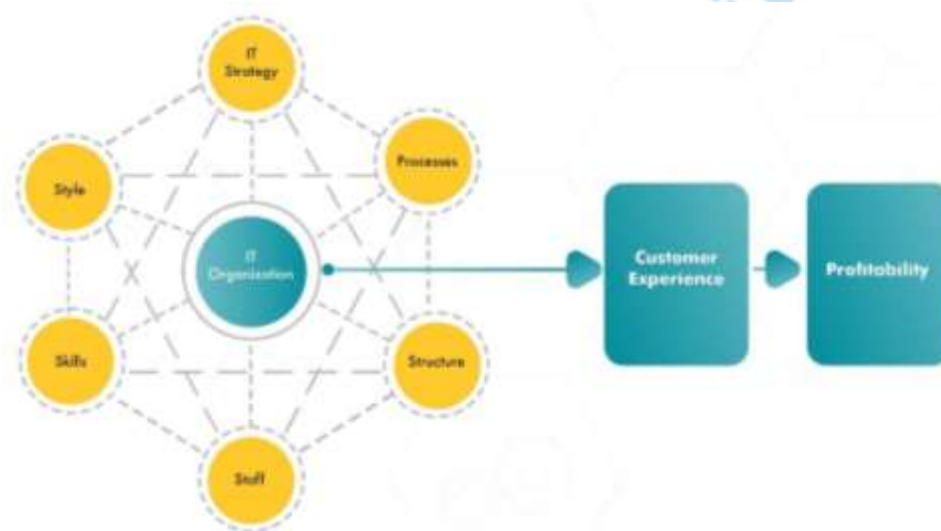 IT
Strategy
Processes
Style
IT
Organization
Customer
Experience
Profitability
Skills
Structure
Staff